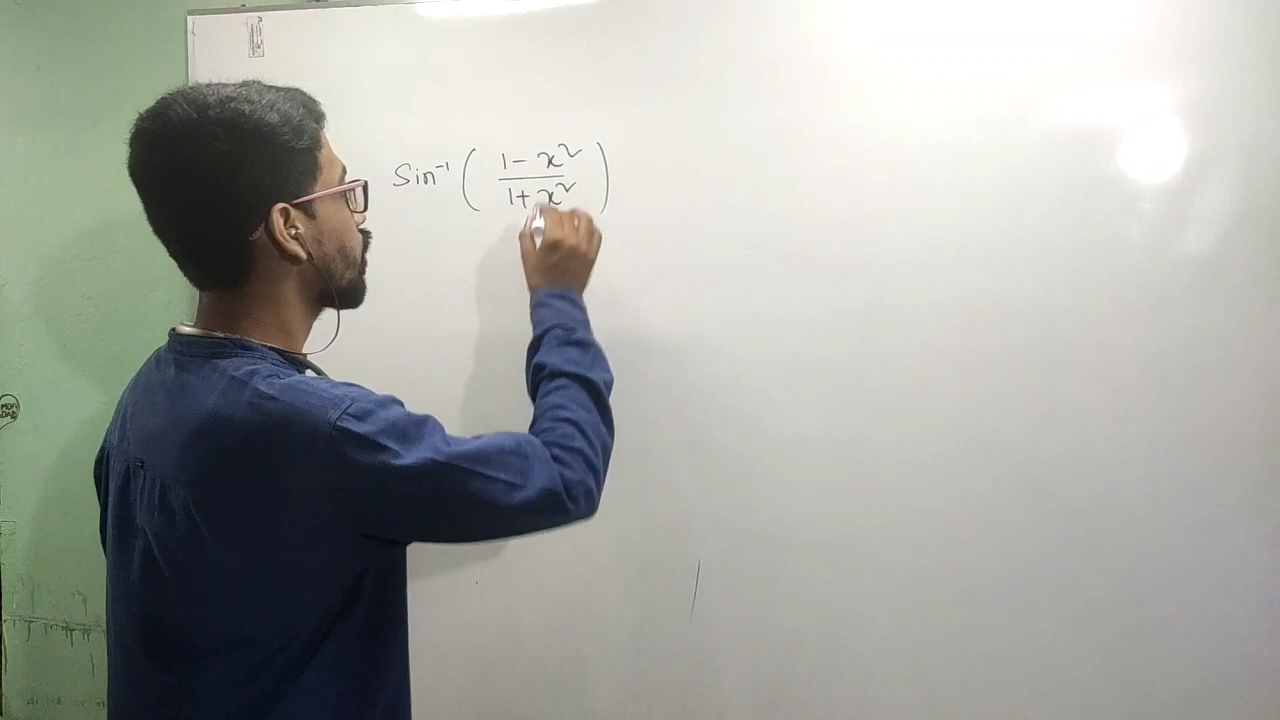 Sin⁻¹ ( (1 - x²) / (1 + x²) )